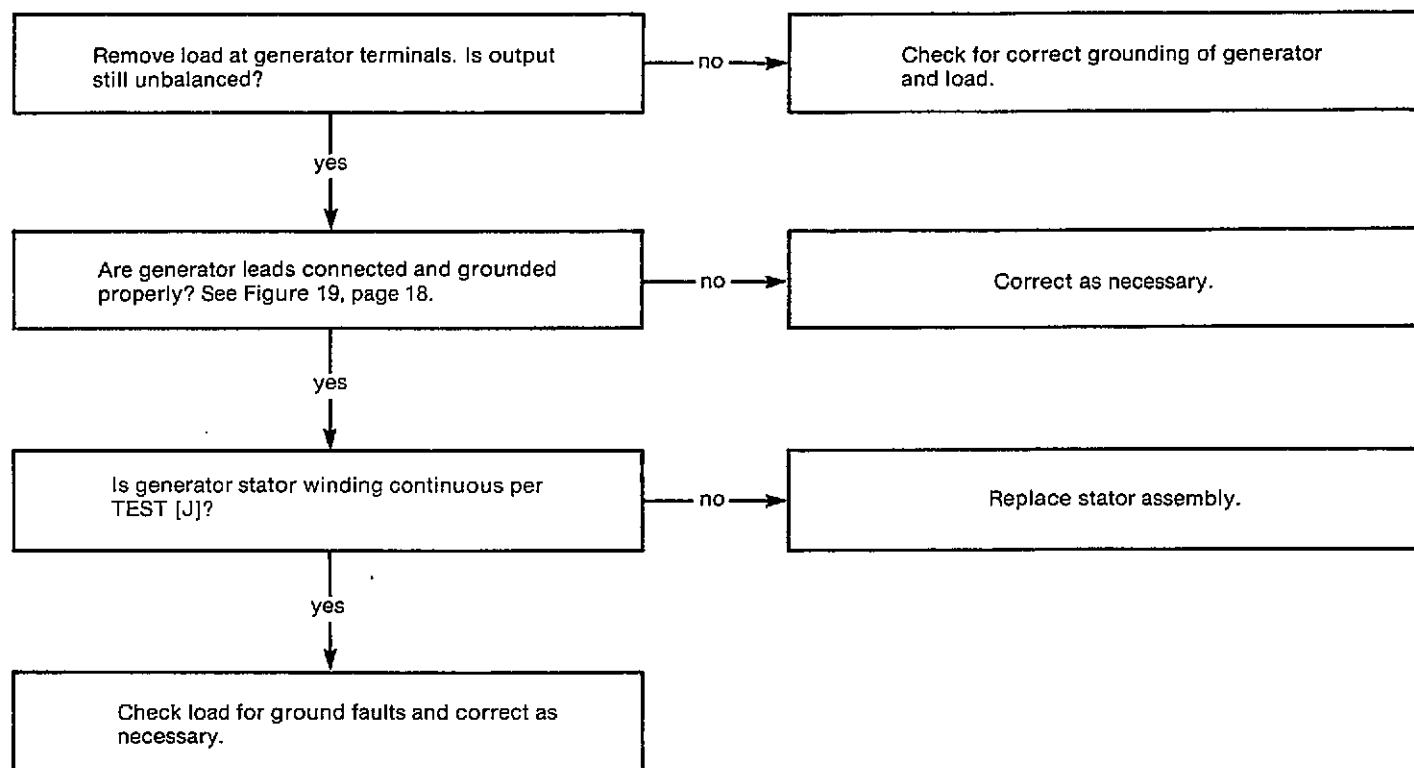 Remove load at generator terminals. Is output
still unbalanced?
no
Check for correct grounding of generator
and load.
yes
Are generator leads connected and grounded
properly? See Figure 19, page 18.
no
Correct as necessary.
yes
Is generator stator winding continuous per
TEST [J]?
no
Replace stator assembly.
yes
Check load for ground faults and correct as
necessary.